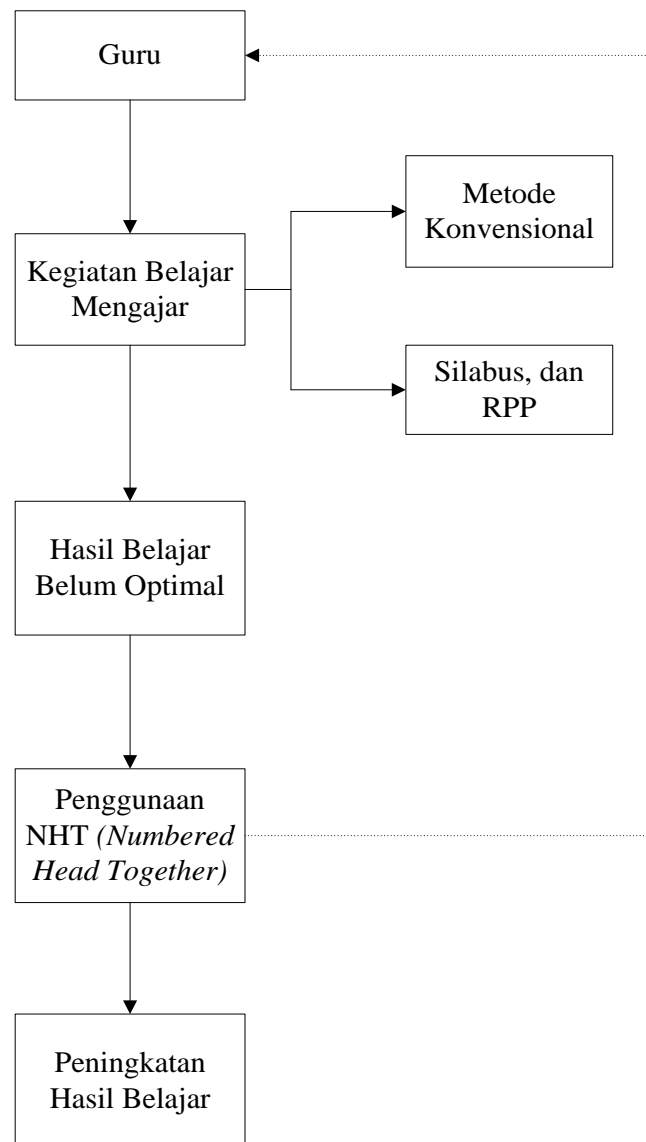 Guru
Metode
Konvensional
Kegiatan Belajar
Mengajar
Silabus, dan
RPP
Hasil Belajar
Belum Optimal
Penggunaan
NHT (Numbered
Head Together)
Peningkatan
Hasil Belajar